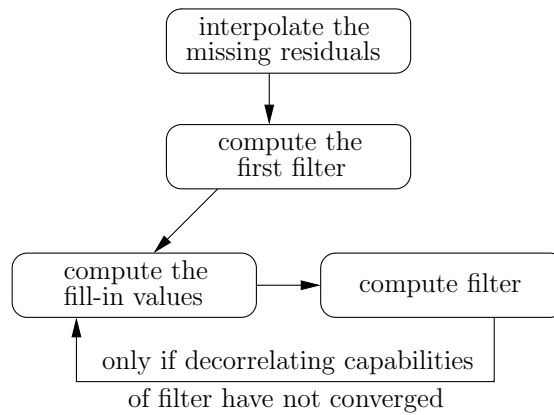 interpolate the
missing residuals
compute the
first filter
compute the
fill-in values
compute filter
only if decorrelating capabilities
of filter have not converged